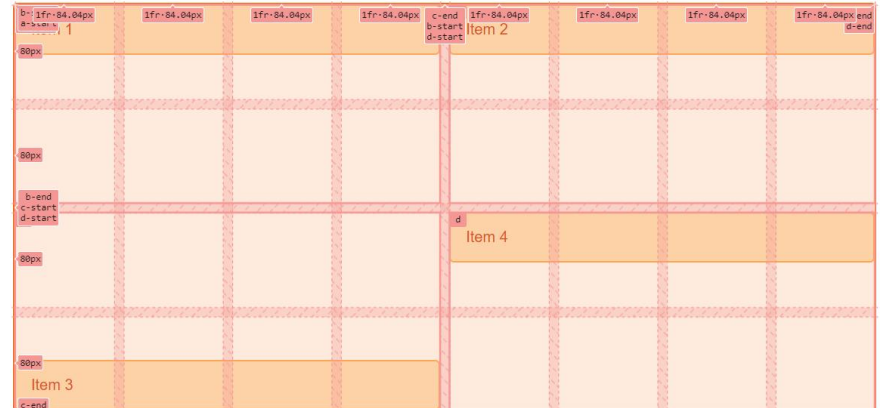 1fr·84.04px
1fr·84.04px
1fr·84.04px
1fr·84.04px
c-end
b-start
d-start
1fr·84.04px
1fr·84.04px
1fr·84.04px
1fr·84.04px
end
d-end
a-start
1
Item 2
80px
80px
b-end
c-start
d-start
d
Item 4
80px
80px
Item 3
c-end